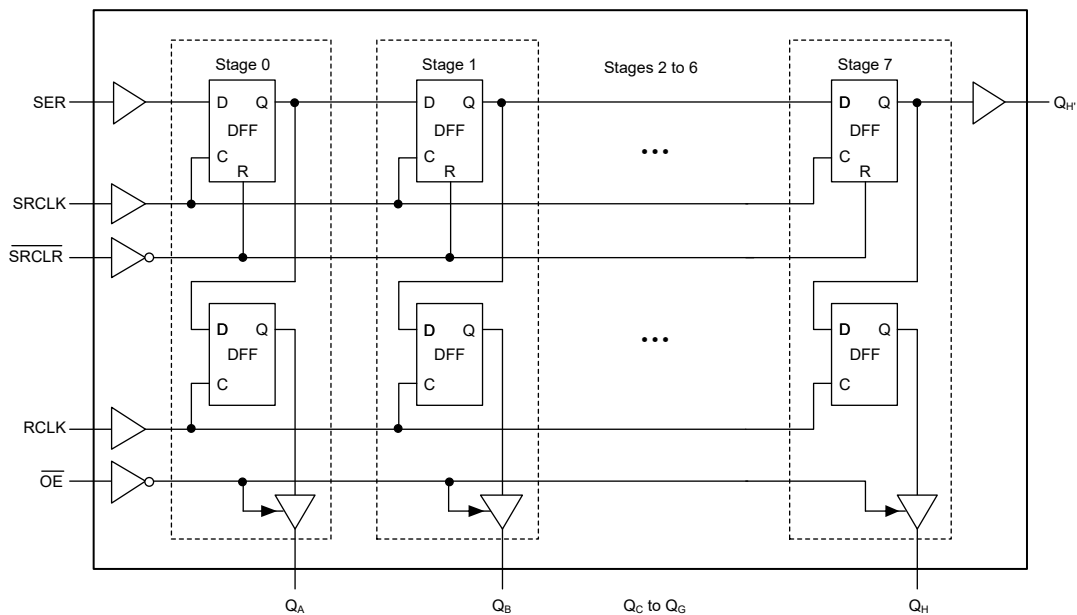 Stage 0
Stage 1
Stages 2 to 6
Stage 7
SER
D Q
DFF
C
R
D Q
DFF
C
R
...
D Q
DFF
C
R
QH'
SRCLK
SRCLR
D Q
DFF
C
D Q
DFF
C
...
D Q
DFF
C
RCLK
OE
QA
QB
QC to QG
QH